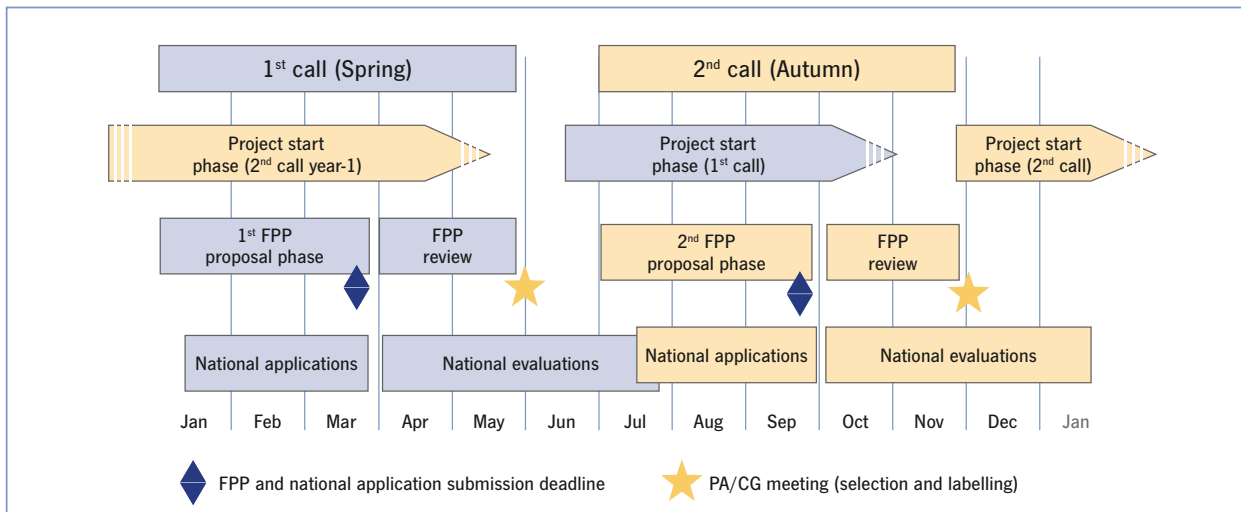 1st call (Spring)
2nd call (Autumn)
Project start
phase (2nd call year-1)
Project start
phase (1st call)
Project start
phase (2nd call)
1st FPP
proposal phase
FPP
review
2nd FPP
proposal phase
FPP
review
National applications
National evaluations
National applications
National evaluations
Jan Feb Mar Apr May Jun Jul Aug Sep Oct Nov Dec Jan
FPP and national application submission deadline
PA/CG meeting (selection and labelling)